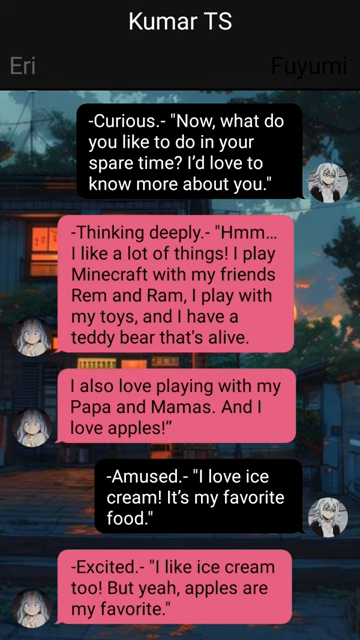 Kumar TS
Eri
Fuyumi
-Curious.- "Now, what do
you like to do in your
spare time? I’d love to
know more about you."
-Thinking deeply.- "Hmm…
I like a lot of things! I play
Minecraft with my friends
Rem and Ram, I play with
my toys, and I have a
teddy bear that's alive.
I also love playing with my
Papa and Mamas. And I
love apples!”
-Amused.- "I love ice
cream! It’s my favorite
food."
-Excited.- "I like ice cream
too! But yeah, apples are
my favorite."